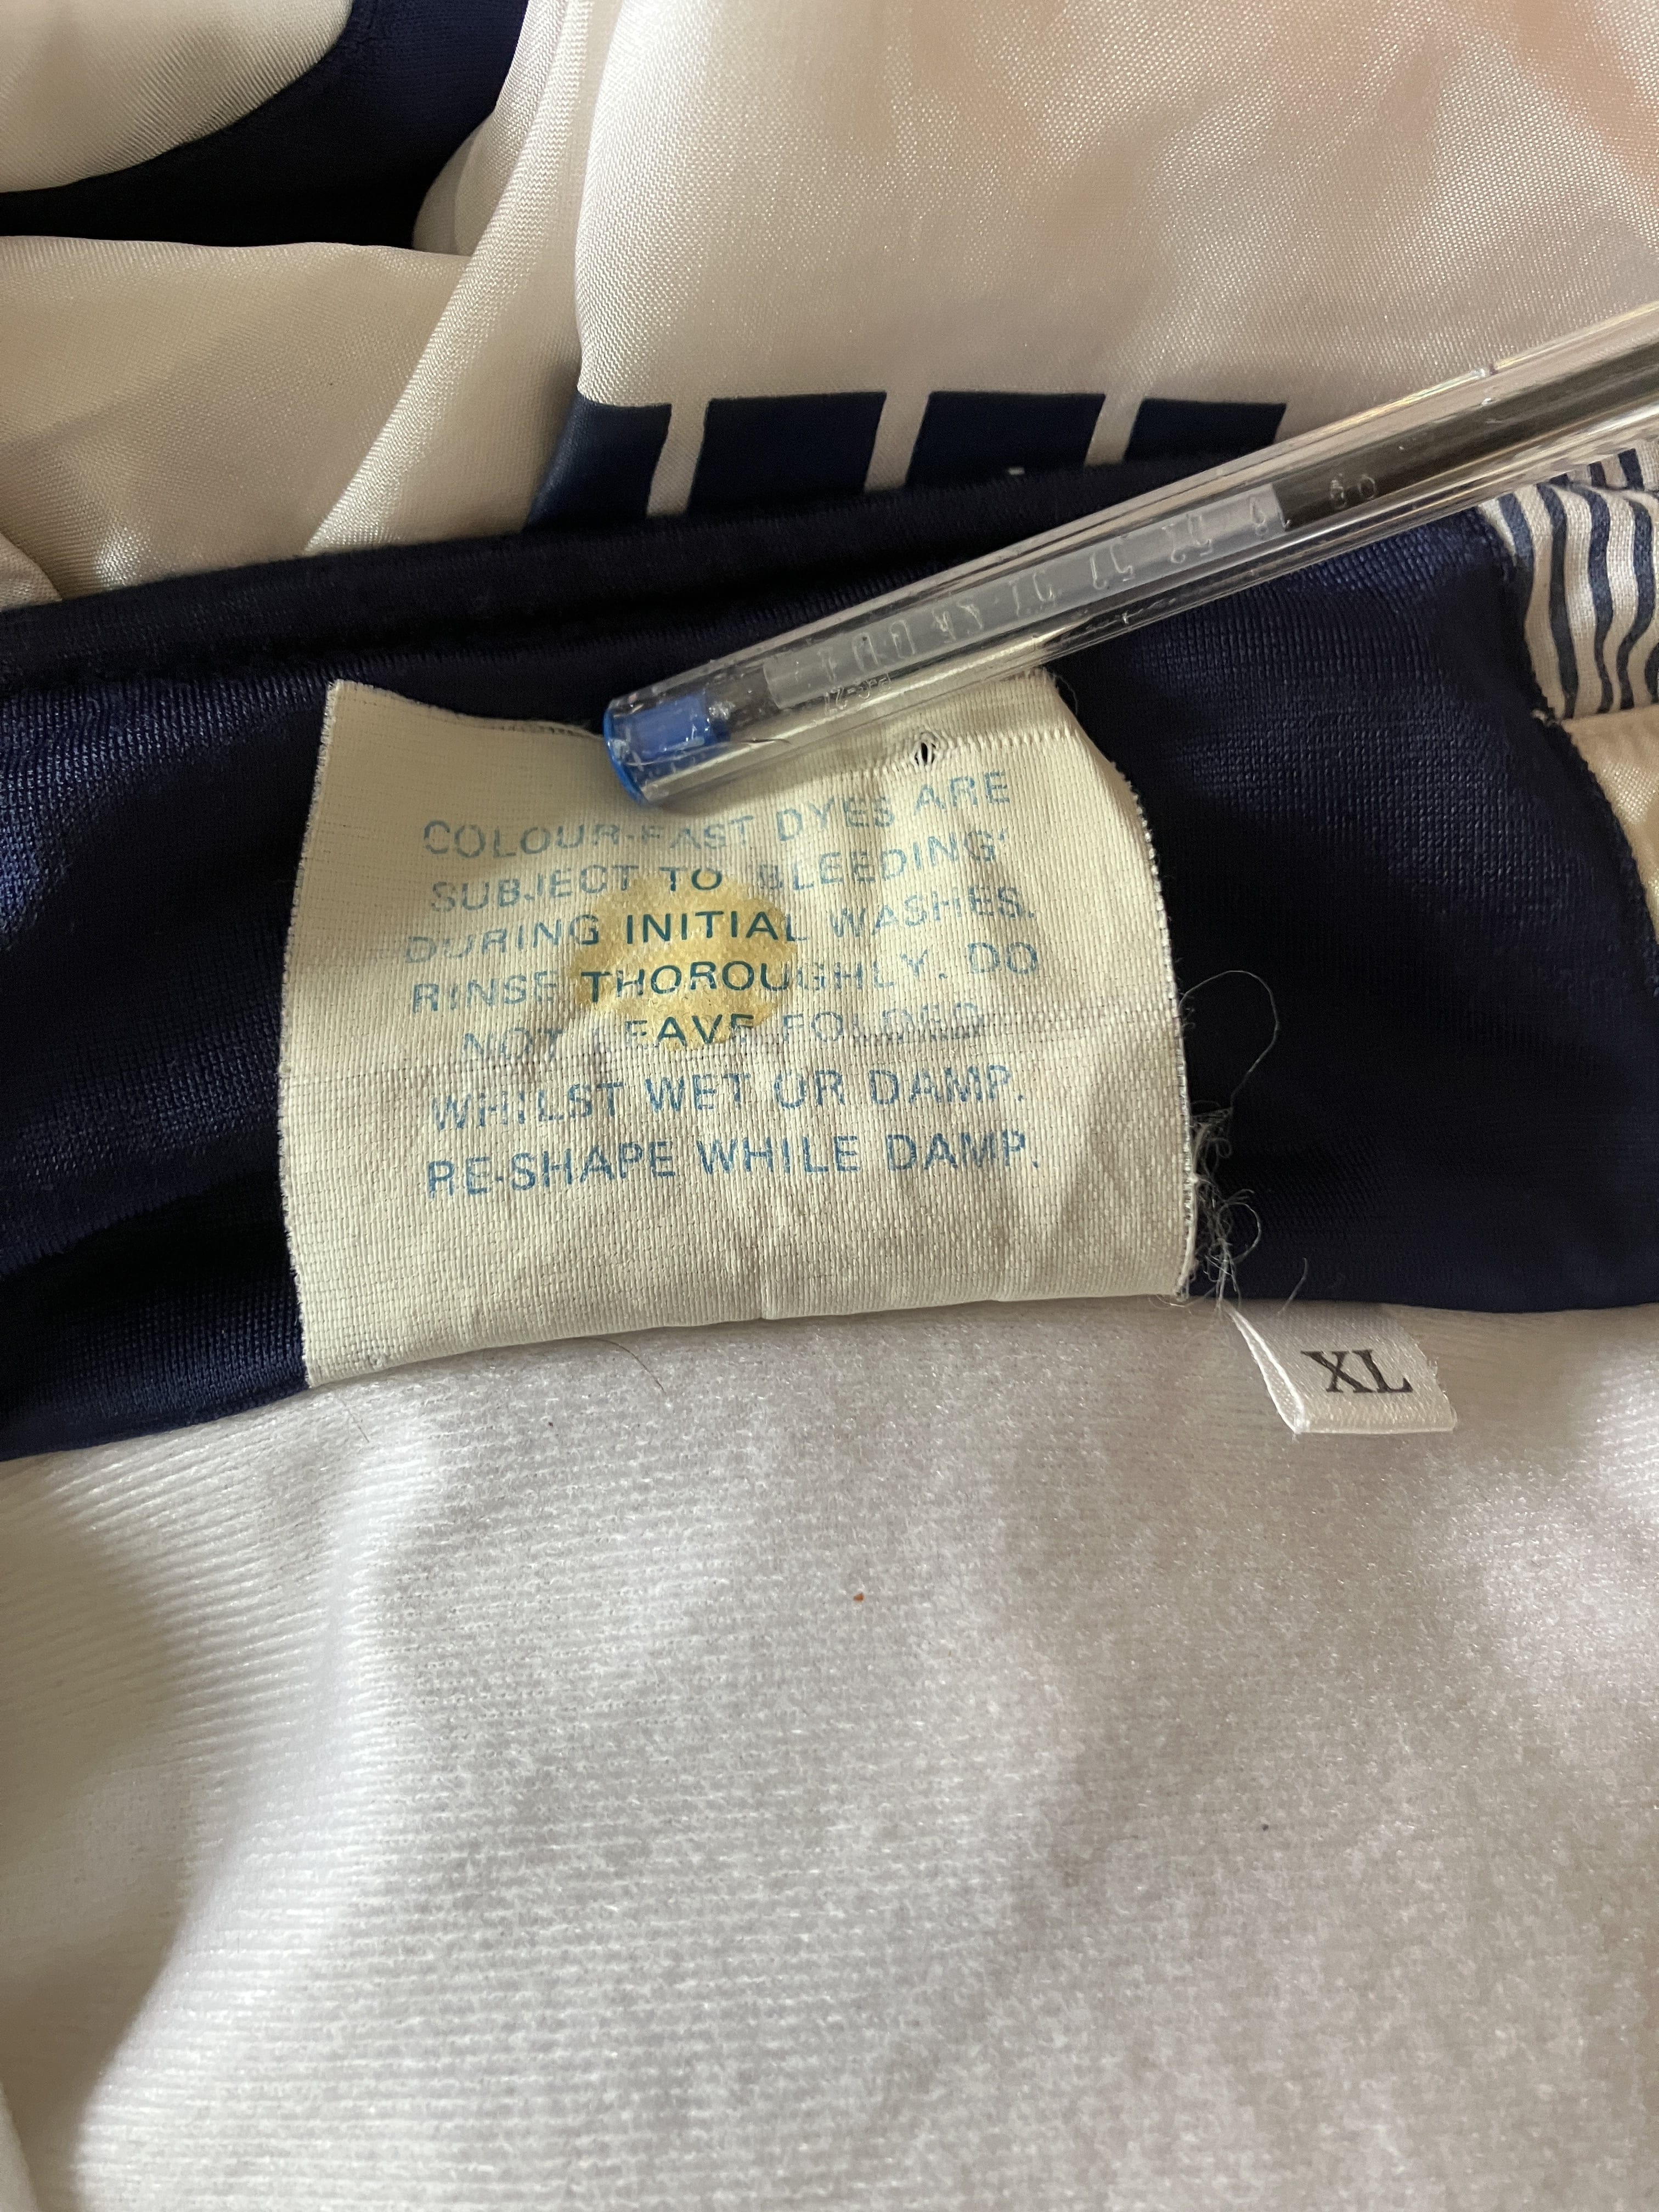 COLOUR-FAST DYES ARE
SUBJECT TO 'BLEEDING'
DURING INITIAL WASHES.
RINSE THOROUGHLY. DO
NOT LEAVE FOLDED
WHILST WET OR DAMP.
RE-SHAPE WHILE DAMP.
XL